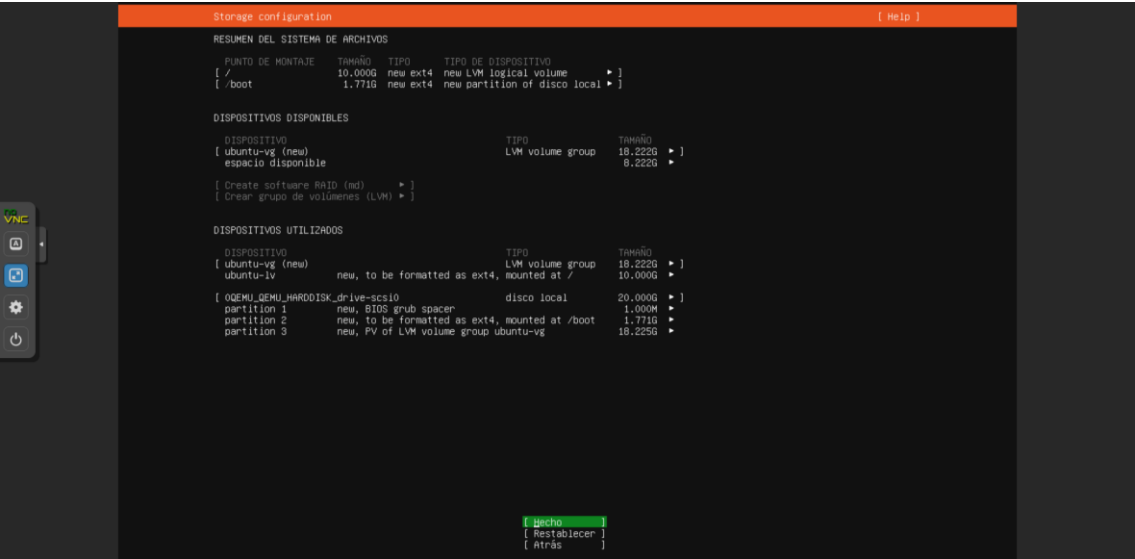 Storage configuration [ Help ]
RESUMEN DEL SISTEMA DE ARCHIVOS
PUNTO DE MONTAJE TAMAÑO TIPO TIPO DE DISPOSITIVO
[ / 10.000G new ext4 new LVM logical volume ▸ ]
[ /boot 1.771G new ext4 new partition of disco local ▸ ]
DISPOSITIVOS DISPONIBLES
DISPOSITIVO TIPO TAMAÑO
[ ubuntu-vg (new) LVM volume group 18.222G ▸ ]
espacio disponible 8.222G ▸
[ Create software RAID (md) ▸ ]
[ Crear grupo de volúmenes (LVM) ▸ ]
DISPOSITIVOS UTILIZADOS
DISPOSITIVO TIPO TAMAÑO
[ ubuntu-vg (new) LVM volume group 18.222G ▸ ]
ubuntu-lv new, to be formatted as ext4, mounted at / 10.000G ▸
[ 0QEMU_QEMU_HARDDISK_drive-scsi0 disco local 20.000G ▸ ]
partition 1 new, BIOS grub spacer 1.000M ▸
partition 2 new, to be formatted as ext4, mounted at /boot 1.771G ▸
partition 3 new, PV of LVM volume group ubuntu-vg 18.225G ▸
noVNC
A
[ Hecho ]
[ Restablecer ]
[ Atrás ]